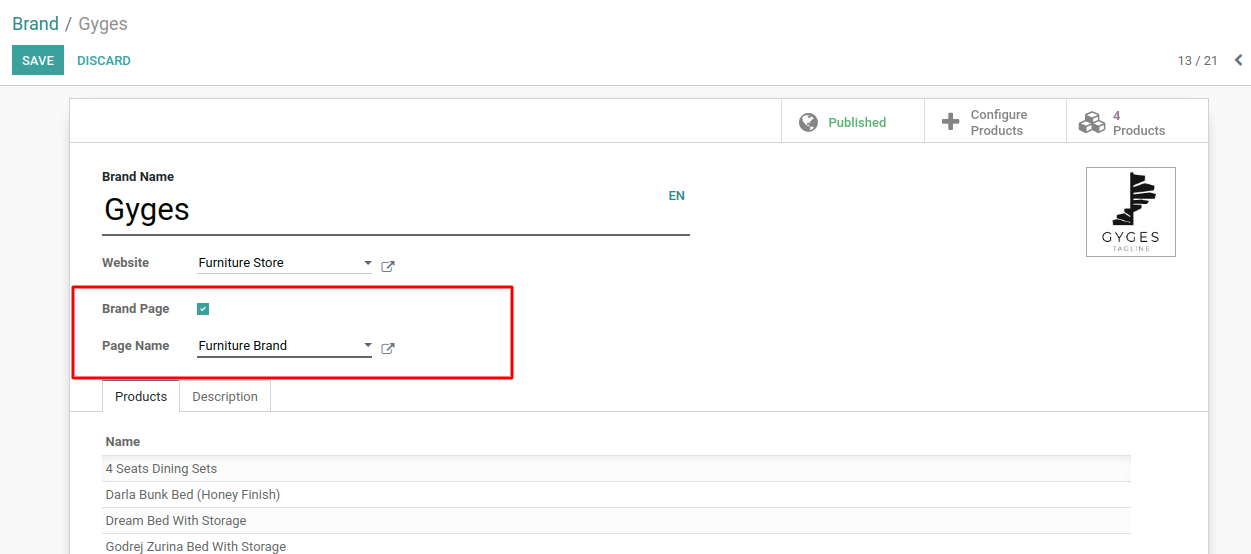 Brand / Gyges
SAVE DISCARD 13 / 21
Published
Configure
Products
4
Products
Brand Name
Gyges
EN
GYGES
TAGLINE
Website Furniture Store
Brand Page
Page Name Furniture Brand
Products Description
Name
4 Seats Dining Sets
Darla Bunk Bed (Honey Finish)
Dream Bed With Storage
Godrej Zurina Bed With Storage